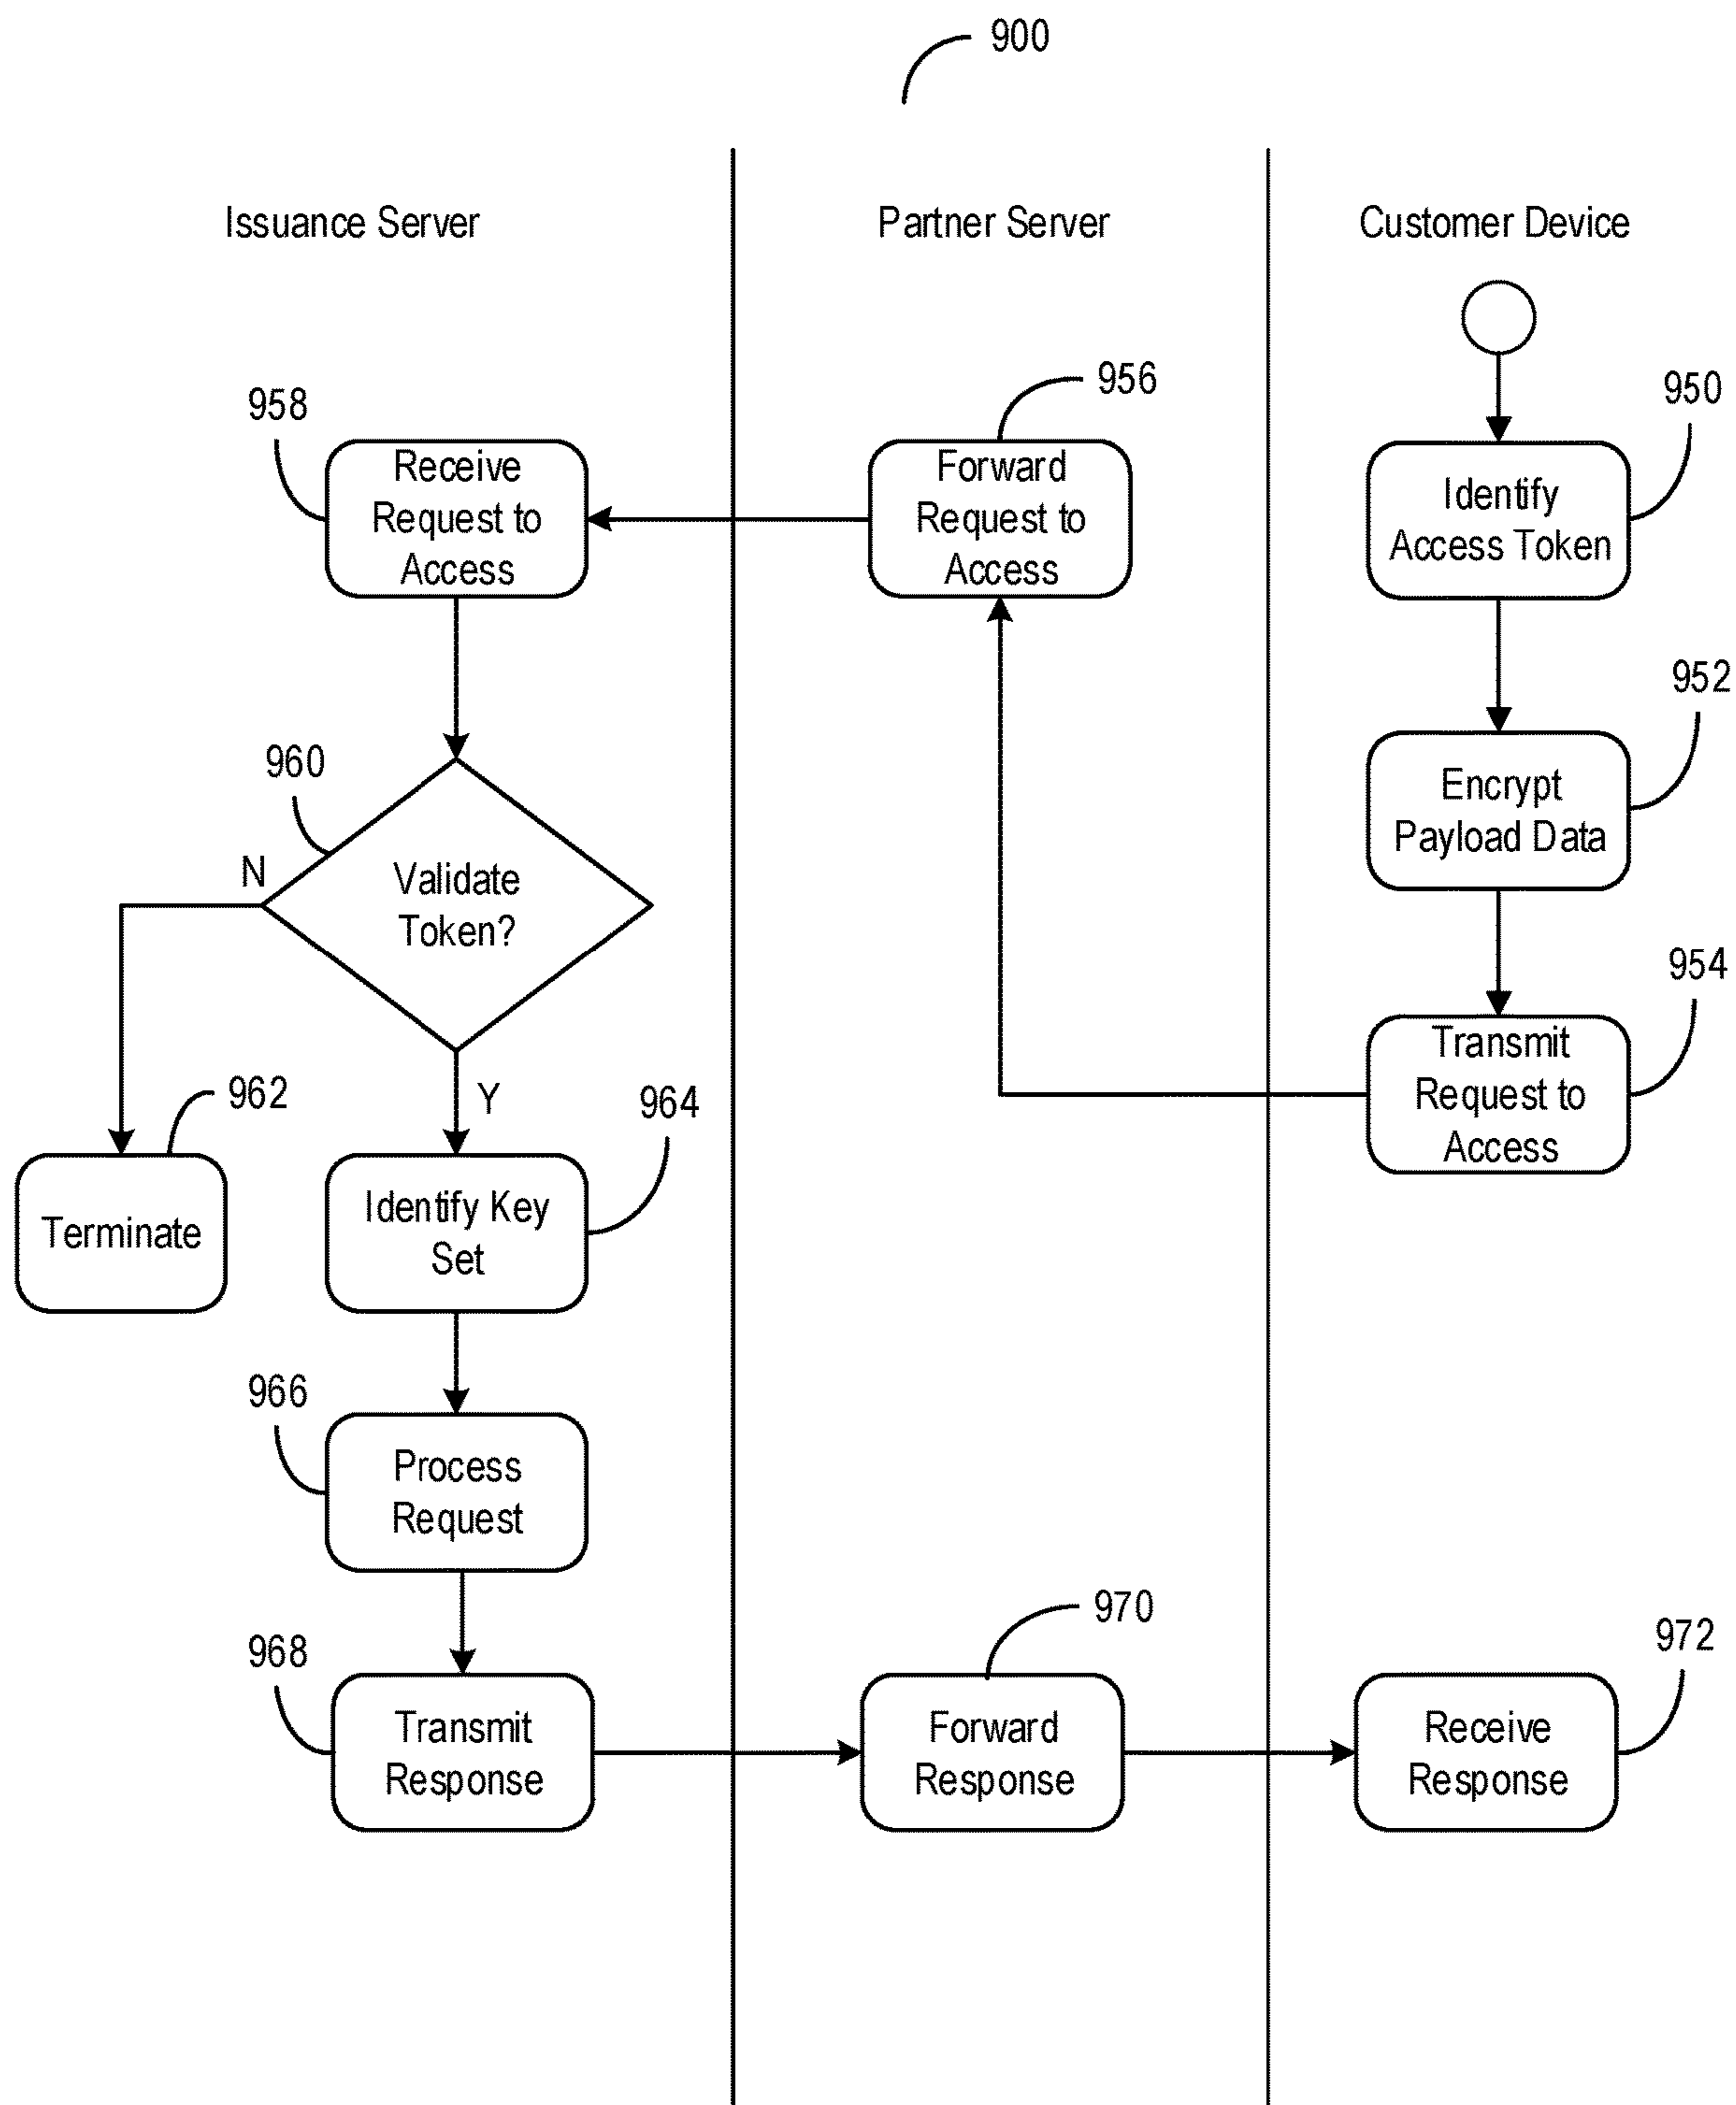 900
Issuance Server
Partner Server
Customer Device
958
Receive
Request to
Access
956
Forward
Request to
Access
950
Identify
Access Token
952
Encrypt
Payload Data
960
N
Validate
Token?
954
Transmit
Request to
Access
962
Terminate
Y
964
Identify Key
Set
966
Process
Request
968
Transmit
Response
970
Forward
Response
972
Receive
Response